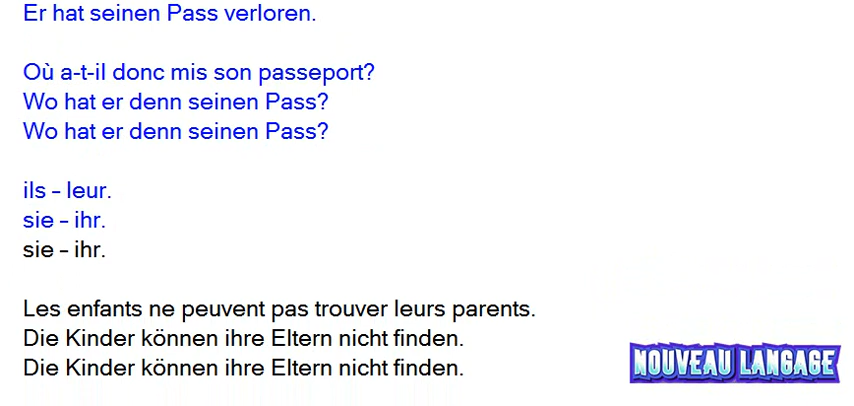 Er hat seinen Pass verloren.
Où a-t-il donc mis son passeport?
Wo hat er denn seinen Pass?
Wo hat er denn seinen Pass?
ils – leur.
sie – ihr.
sie – ihr.
Les enfants ne peuvent pas trouver leurs parents.
Die Kinder können ihre Eltern nicht finden.
Die Kinder können ihre Eltern nicht finden.
NOUVEAU LANGAGE